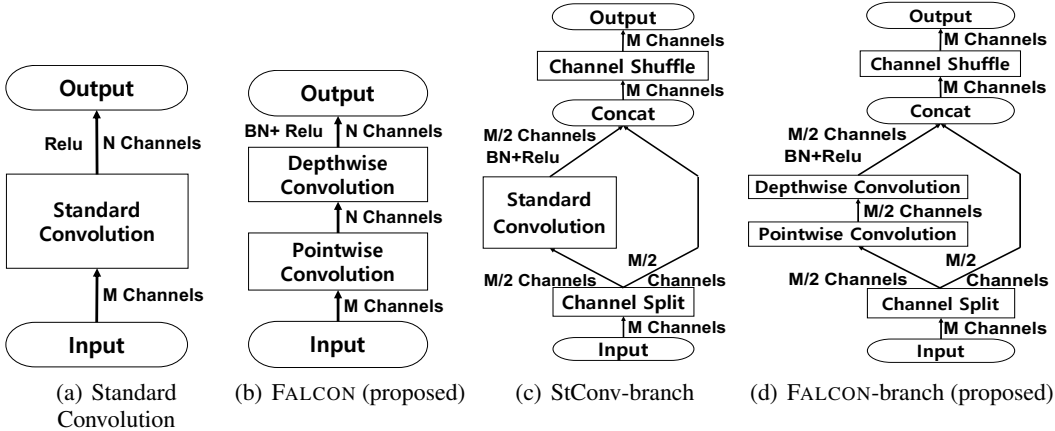 Output
Relu
N Channels
Standard
Convolution
M Channels
Input
(a) Standard
Convolution
Output
BN+ Relu
N Channels
Depthwise
Convolution
N Channels
Pointwise
Convolution
M Channels
Input
(b) FALCON (proposed)
Output
M Channels
Channel Shuffle
M Channels
Concat
M/2 Channels
BN+Relu
Standard
Convolution
M/2 Channels
M/2
Channels
Channel Split
M Channels
Input
(c) StConv-branch
Output
M Channels
Channel Shuffle
M Channels
Concat
M/2 Channels
BN+Relu
Depthwise Convolution
M/2 Channels
Pointwise Convolution
M/2 Channels
M/2
Channels
Channel Split
M Channels
Input
(d) FALCON-branch (proposed)